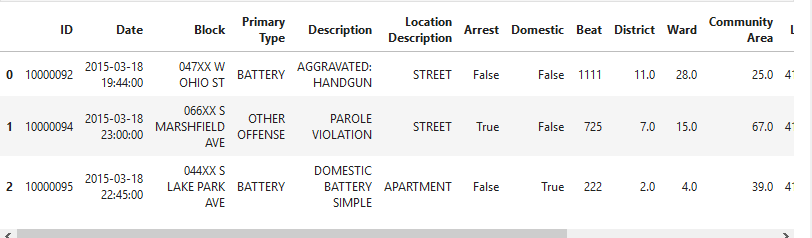 ID Date Block Primary Type Description Location Description Arrest Domestic Beat District Ward Community Area
0 10000092 2015-03-18 19:44:00 047XX W OHIO ST BATTERY AGGRAVATED: HANDGUN STREET False False 1111 11.0 28.0 25.0
1 10000094 2015-03-18 23:00:00 066XX S MARSHFIELD AVE OTHER OFFENSE PAROLE VIOLATION STREET True False 725 7.0 15.0 67.0
2 10000095 2015-03-18 22:45:00 044XX S LAKE PARK AVE BATTERY DOMESTIC BATTERY SIMPLE APARTMENT False True 222 2.0 4.0 39.0